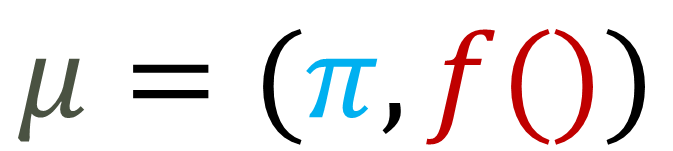 μ = (π, f())